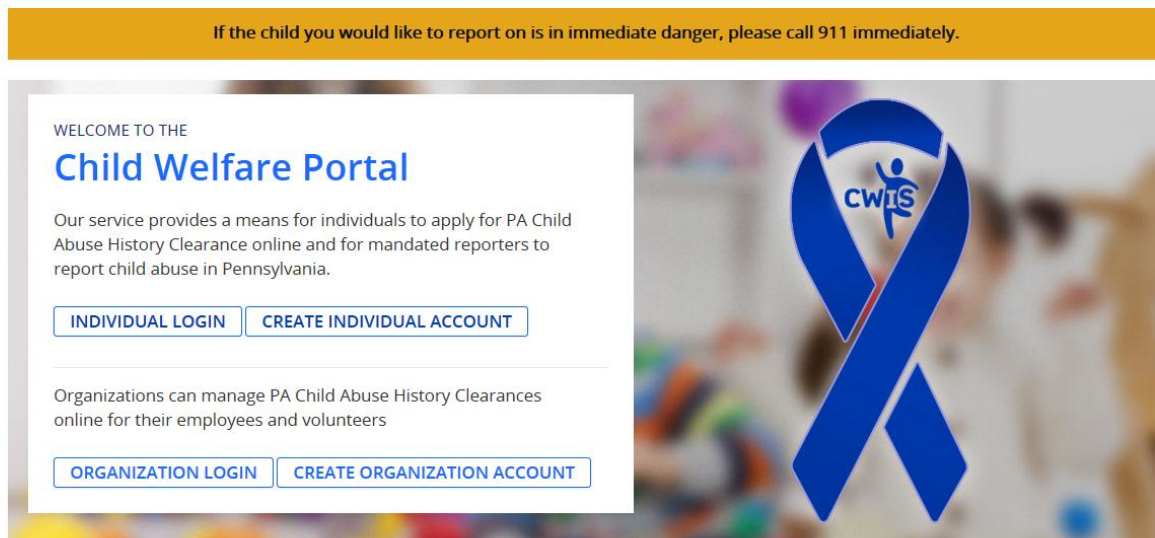 If the child you would like to report on is in immediate danger, please call 911 immediately.
WELCOME TO THE
Child Welfare Portal
Our service provides a means for individuals to apply for PA Child
Abuse History Clearance online and for mandated reporters to
report child abuse in Pennsylvania.
INDIVIDUAL LOGIN CREATE INDIVIDUAL ACCOUNT
Organizations can manage PA Child Abuse History Clearances
online for their employees and volunteers
ORGANIZATION LOGIN CREATE ORGANIZATION ACCOUNT
CWIS